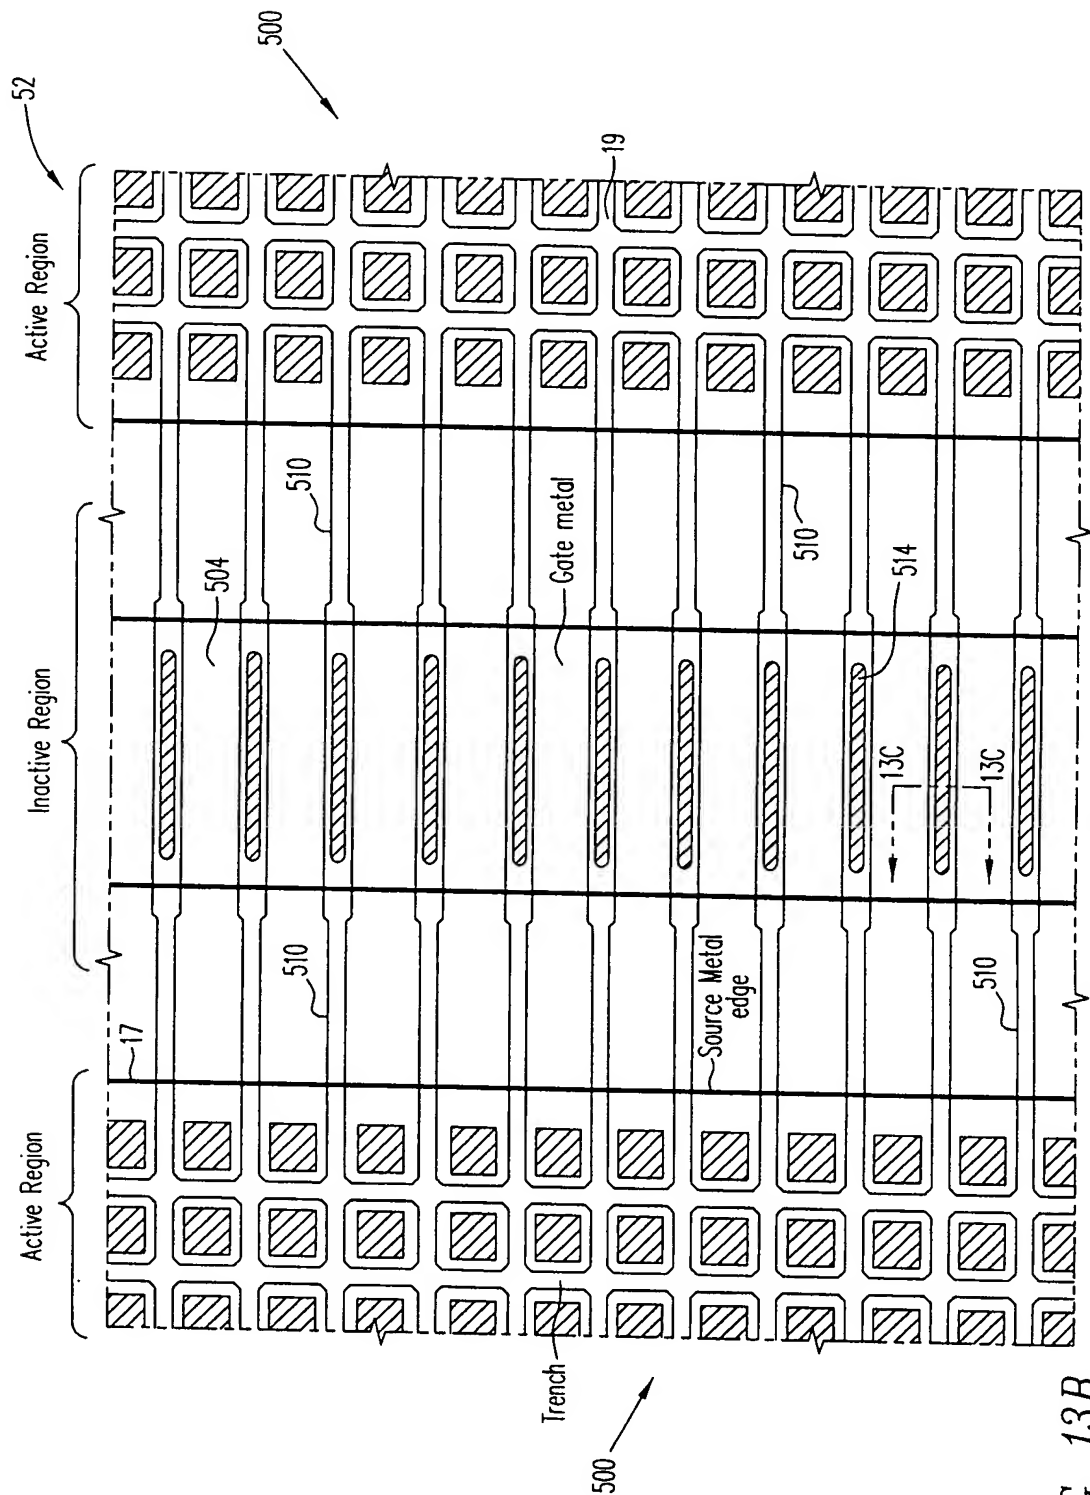 52
500
Active Region
Inactive Region
Active Region
19
510
504
Gate metal
510
514
13C
13C
17
510
Source Metal
edge
510
Trench
500
13B